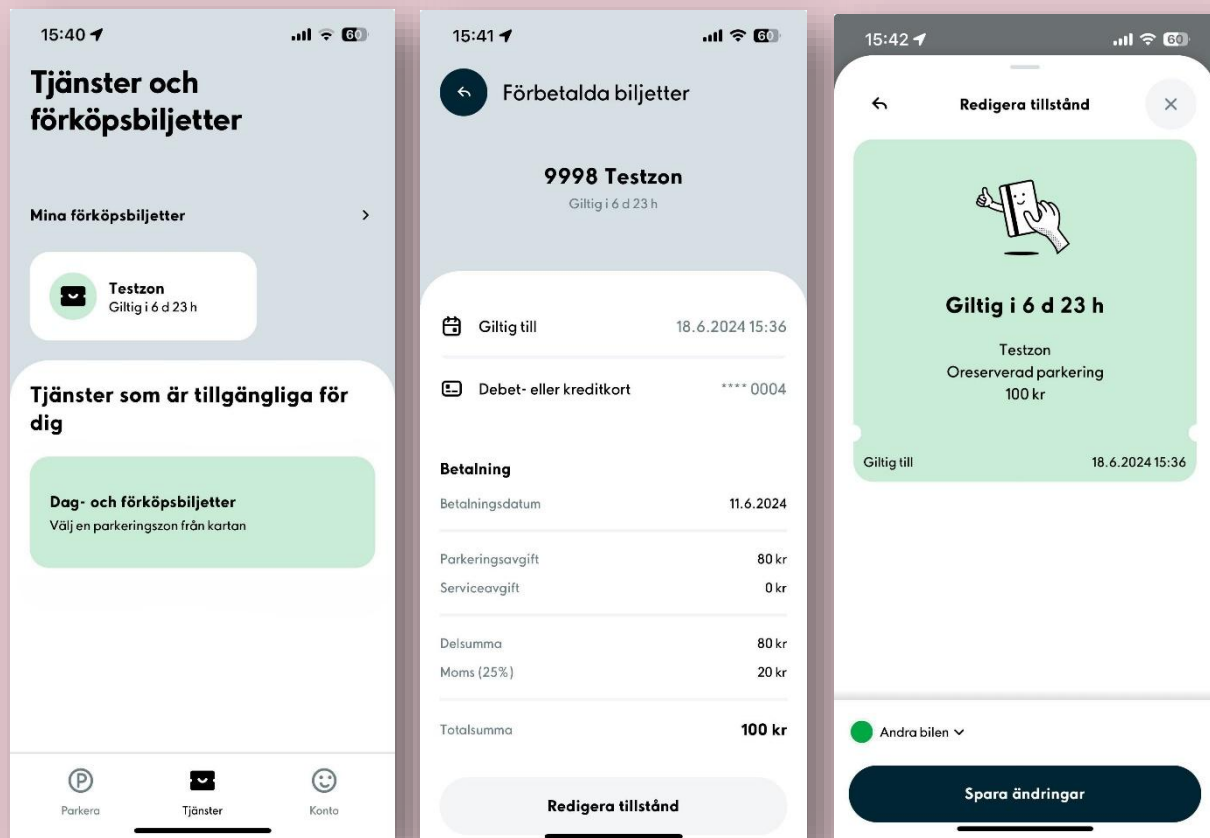 15:40
60
Tjänster och
förköpsbiljetter
Mina förköpsbiljetter
Testzon
Giltig i 6 d 23 h
Tjänster som är tillgängliga för
dig
Dag- och förköpsbiljetter
Välj en parkeringszon från kartan
P
Parkera
Tjänster
Konto
15:41
60
Förbetalda biljetter
9998 Testzon
Giltig i 6 d 23 h
Giltig till 18.6.2024 15:36
Debet- eller kreditkort **** 0004
Betalning
Betalningsdatum 11.6.2024
Parkeringsavgift 80 kr
Serviceavgift 0 kr
Delsumma 80 kr
Moms (25%) 20 kr
Totalsumma 100 kr
Redigera tillstånd
15:42
60
Redigera tillstånd
Giltig i 6 d 23 h
Testzon
Oreserverad parkering
100 kr
Giltig till 18.6.2024 15:36
Andra bilen
Spara ändringar